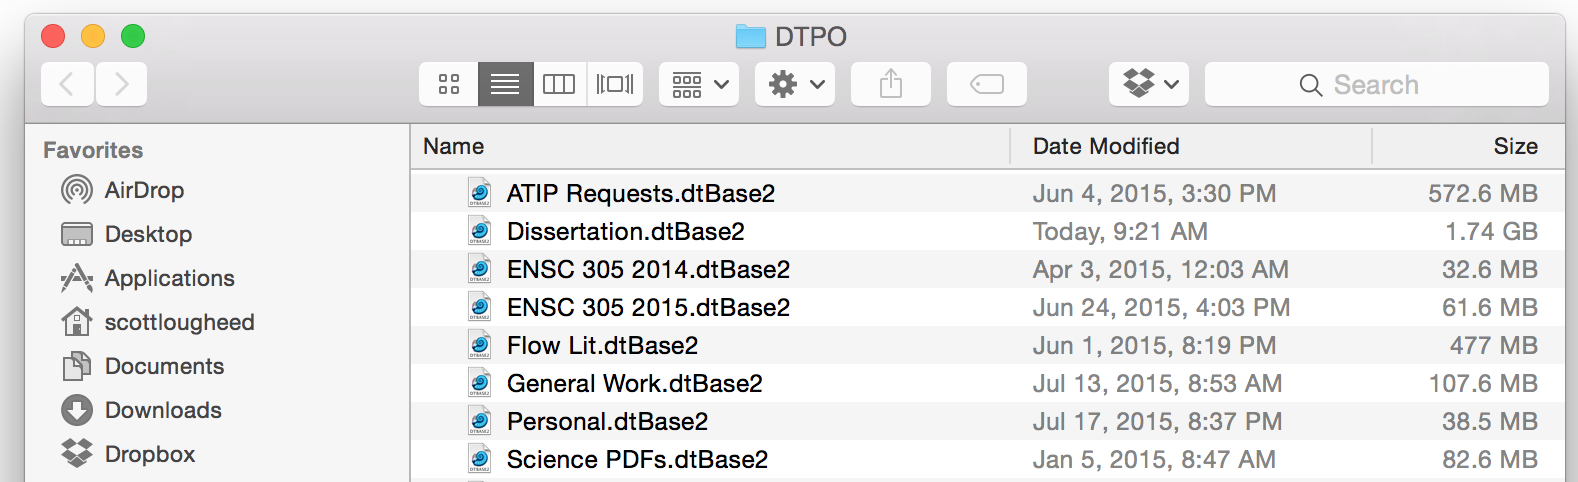 DTPO
Search
Favorites
AirDrop
Desktop
Applications
scottlougheed
Documents
Downloads
Dropbox
Name Date Modified Size
ATIP Requests.dtBase2 Jun 4, 2015, 3:30 PM 572.6 MB
Dissertation.dtBase2 Today, 9:21 AM 1.74 GB
ENSC 305 2014.dtBase2 Apr 3, 2015, 12:03 AM 32.6 MB
ENSC 305 2015.dtBase2 Jun 24, 2015, 4:03 PM 61.6 MB
Flow Lit.dtBase2 Jun 1, 2015, 8:19 PM 477 MB
General Work.dtBase2 Jul 13, 2015, 8:53 AM 107.6 MB
Personal.dtBase2 Jul 17, 2015, 8:37 PM 38.5 MB
Science PDFs.dtBase2 Jan 5, 2015, 8:47 AM 82.6 MB